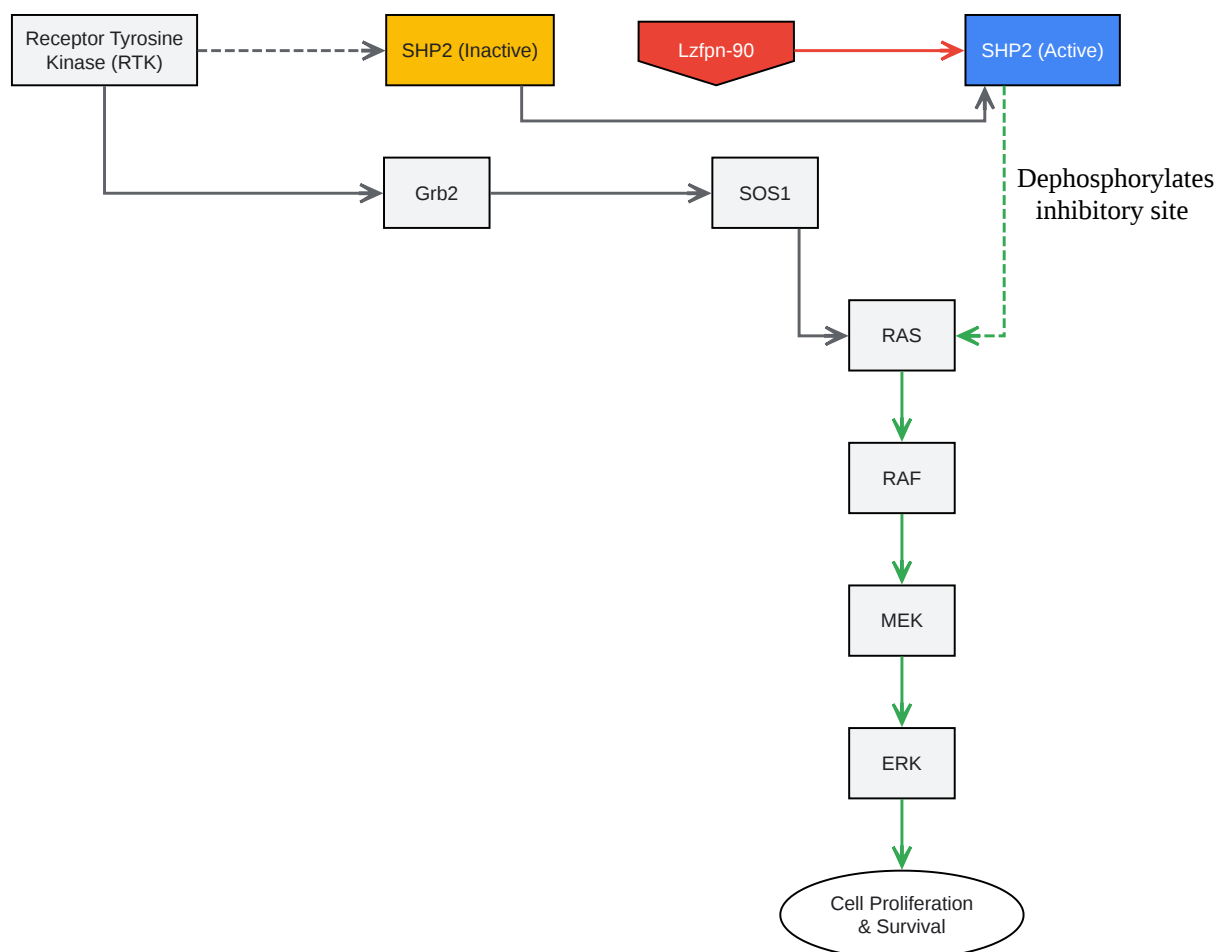 Receptor Tyrosine
Kinase (RTK)
SHP2 (Inactive)
Lzfpn-90
SHP2 (Active)
Grb2
SOS1
Dephosphorylates
inhibitory site
RAS
RAF
MEK
ERK
Cell Proliferation
& Survival